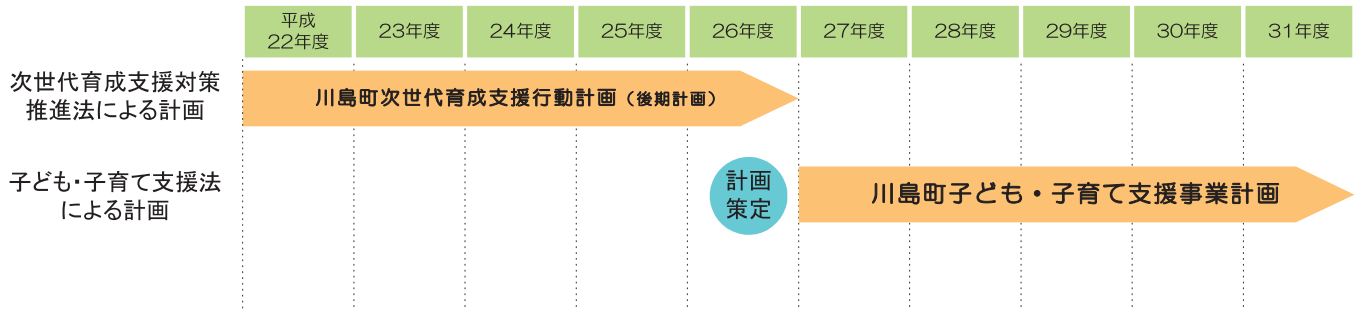 平成
22年度
23年度
24年度
25年度
26年度
27年度
28年度
29年度
30年度
31年度
次世代育成支援対策
推進法による計画
川島町次世代育成支援行動計画（後期計画）
子ども・子育て支援法
による計画
計画
策定
川島町子ども・子育て支援事業計画